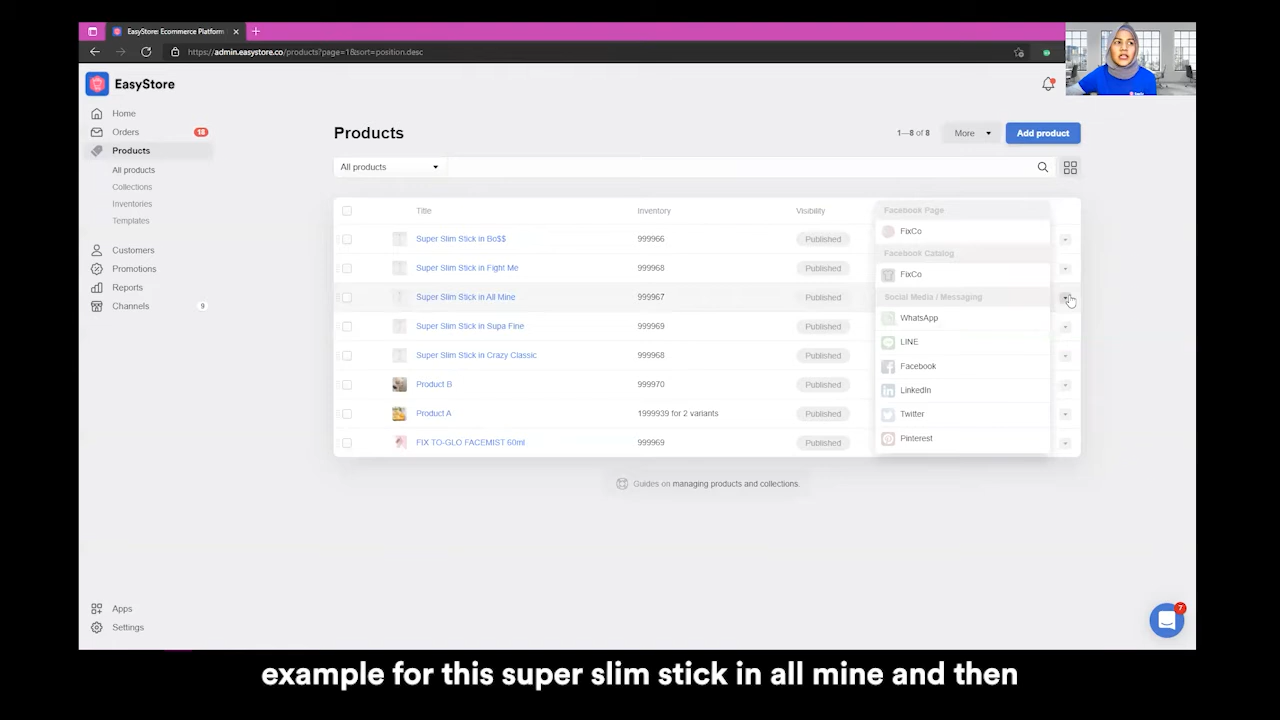 EasyStore: Ecommerce Platform
https://admin.easystore.co/products?page=1&sort=position.desc
EasyStore
Home
Orders 18
Products
All products
Collections
Inventories
Templates
Customers
Promotions
Reports
Channels 9
Apps
Settings
Products
1—8 of 8 More Add product
All products
Title Inventory Visibility
Super Slim Stick in Bo$$ 999966 Published
Super Slim Stick in Fight Me 999968 Published
Super Slim Stick in All Mine 999967 Published
Super Slim Stick in Supa Fine 999969 Published
Super Slim Stick in Crazy Classic 999968 Published
Product B 999970 Published
Product A 1999939 for 2 variants Published
FIX TO-GLO FACEMIST 60ml 999969 Published
Facebook Page
FixCo
Facebook Catalog
FixCo
Social Media / Messaging
WhatsApp
LINE
Facebook
LinkedIn
Twitter
Pinterest
Guides on managing products and collections.
7
example for this super slim stick in all mine and then